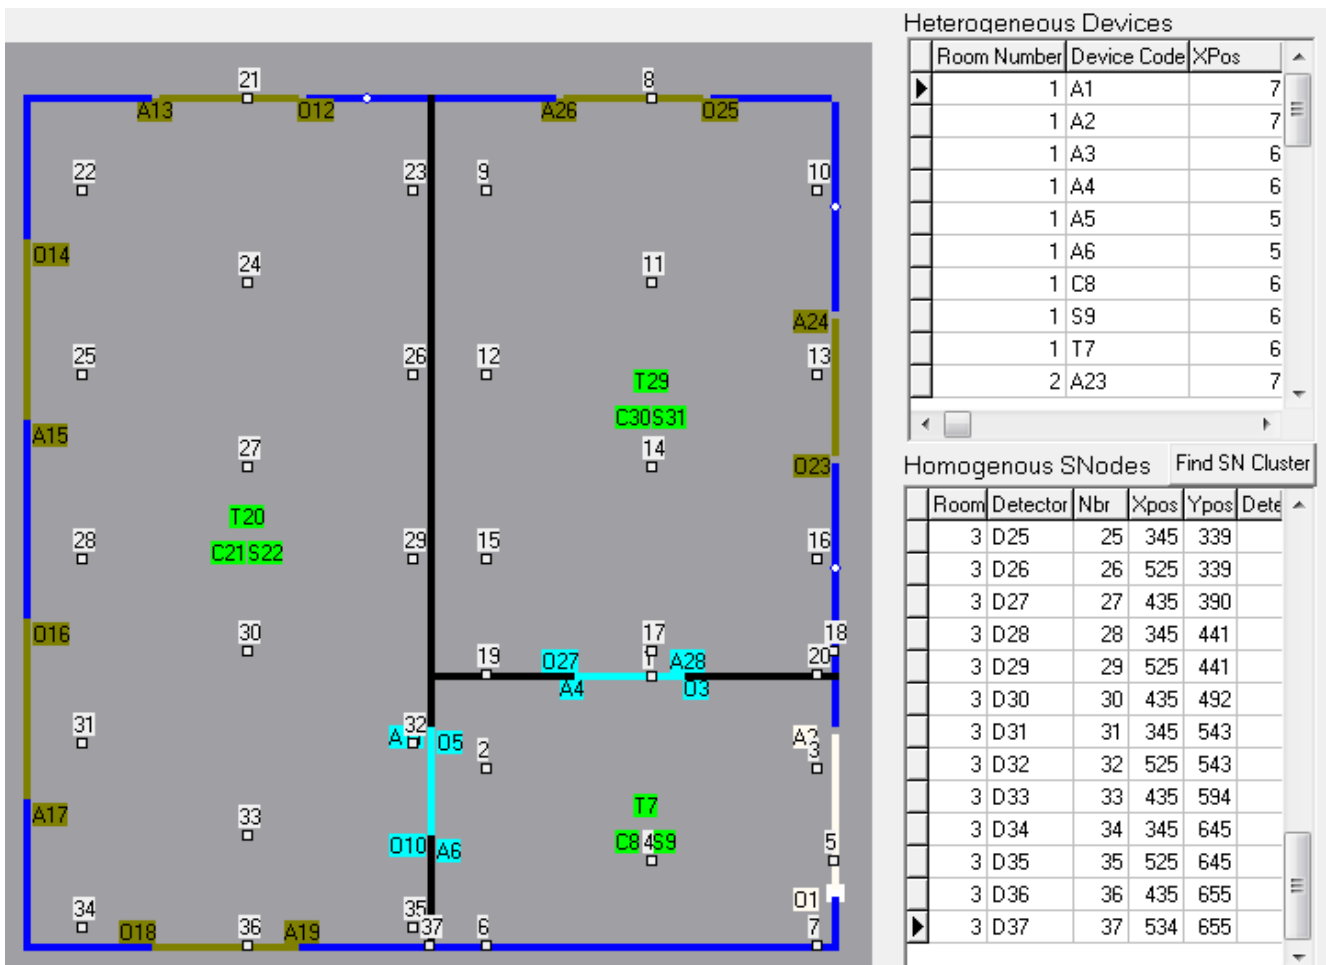 Heterogeneous Devices
Room Number Device Code XPos
1 A1 7
1 A2 7
1 A3 6
1 A4 6
1 A5 5
1 A6 5
1 C8 6
1 S9 6
1 T7 6
2 A23 7
Homogenous SNodes Find SN Cluster
Room Detector Nbr Xpos Ypos Dete
3 D25 25 345 339
3 D26 26 525 339
3 D27 27 435 390
3 D28 28 345 441
3 D29 29 525 441
3 D30 30 435 492
3 D31 31 345 543
3 D32 32 525 543
3 D33 33 435 594
3 D34 34 345 645
3 D35 35 525 645
3 D36 36 435 655
3 D37 37 534 655
21 8
A13 O12 A26 O25
22 23 9 10
O14 24 11
A24
25 26 12 13
T29
C30 S31
A15 27 14 O23
T20
28 C21 S22 29 15 16
O16 30 17 18
19 O27 1 A28 20
A4 O3
31 32 O5 2 3
T7
A17 33
O10 A6 C8 4 S9 5
O1
34 35
O18 36 A19 37 6 7